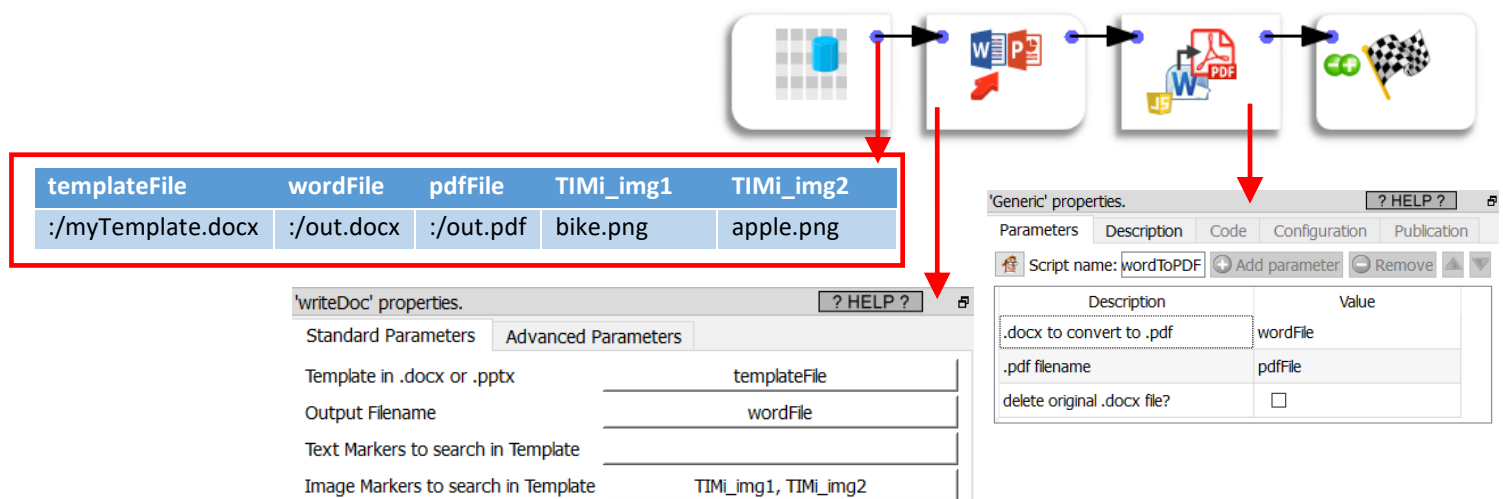 W P
W PDF JS
templateFile wordFile pdfFile TIMi_img1 TIMi_img2
:/myTemplate.docx :/out.docx :/out.pdf bike.png apple.png
'writeDoc' properties. ? HELP ?
Standard Parameters Advanced Parameters
Template in .docx or .pptx templateFile
Output Filename wordFile
Text Markers to search in Template
Image Markers to search in Template TIMi_img1, TIMi_img2
'Generic' properties. ? HELP ?
Parameters Description Code Configuration Publication
Script name: wordToPDF Add parameter Remove
Description Value
.docx to convert to .pdf wordFile
.pdf filename pdfFile
delete original .docx file?